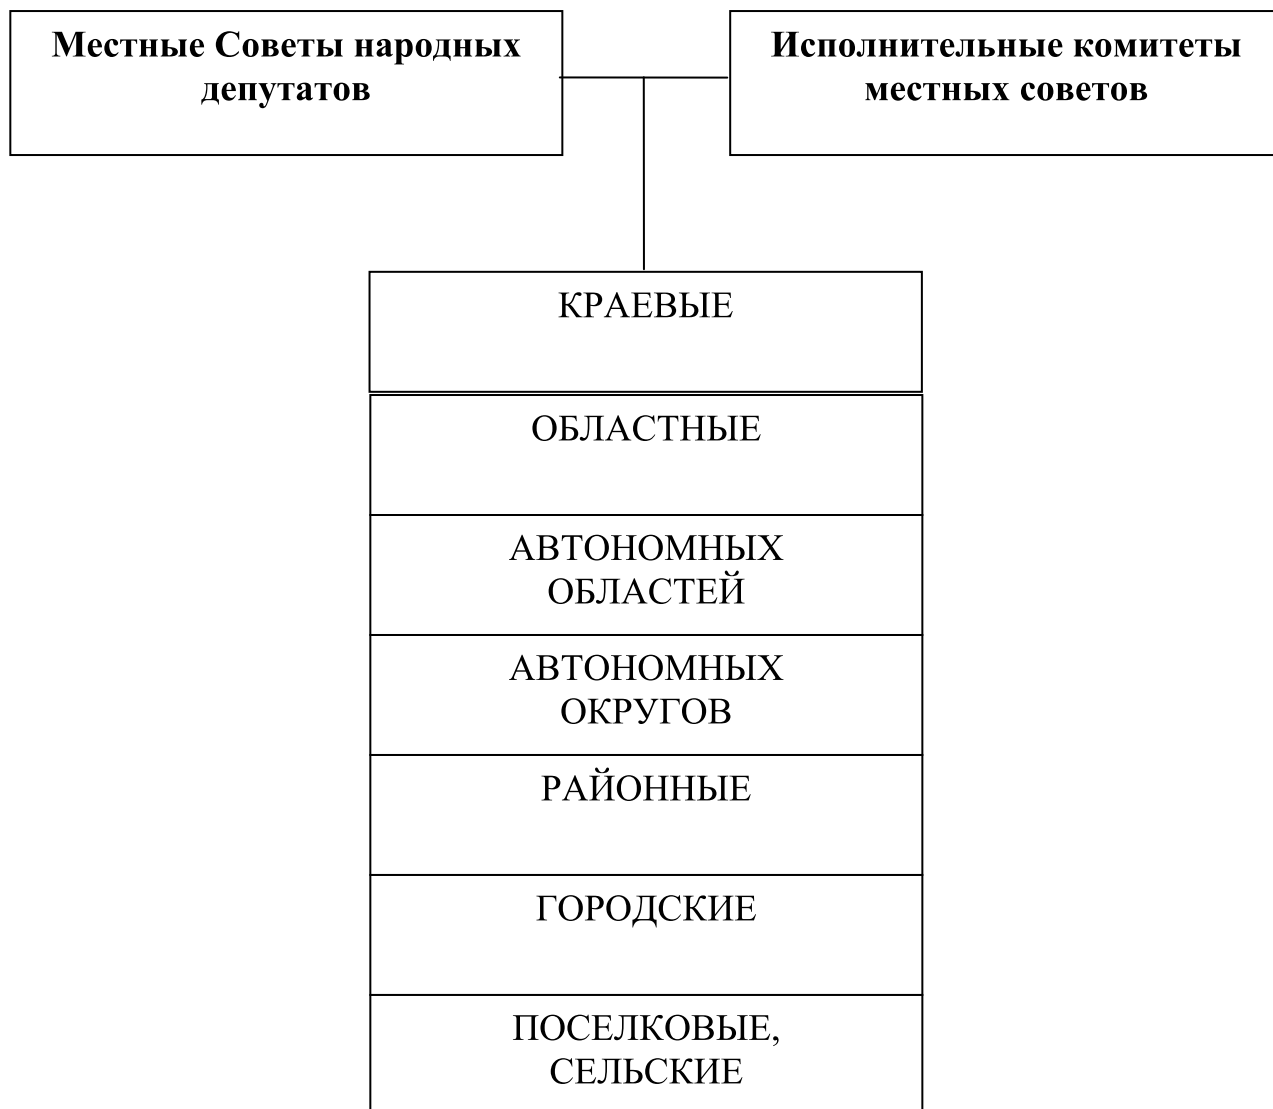 Местные Советы народных
депутатов
Исполнительные комитеты
местных советов
КРАЕВЫЕ
ОБЛАСТНЫЕ
АВТОНОМНЫХ
ОБЛАСТЕЙ
АВТОНОМНЫХ
ОКРУГОВ
РАЙОННЫЕ
ГОРОДСКИЕ
ПОСЕЛКОВЫЕ,
СЕЛЬСКИЕ